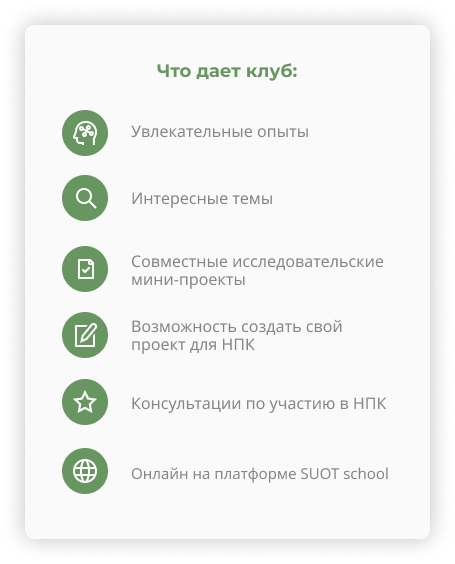 Что дает клуб:
Увлекательные опыты
Интересные темы
Совместные исследовательские
мини-проекты
Возможность создать свой
проект для НПК
Консультации по участию в НПК
Онлайн на платформе SUOT school